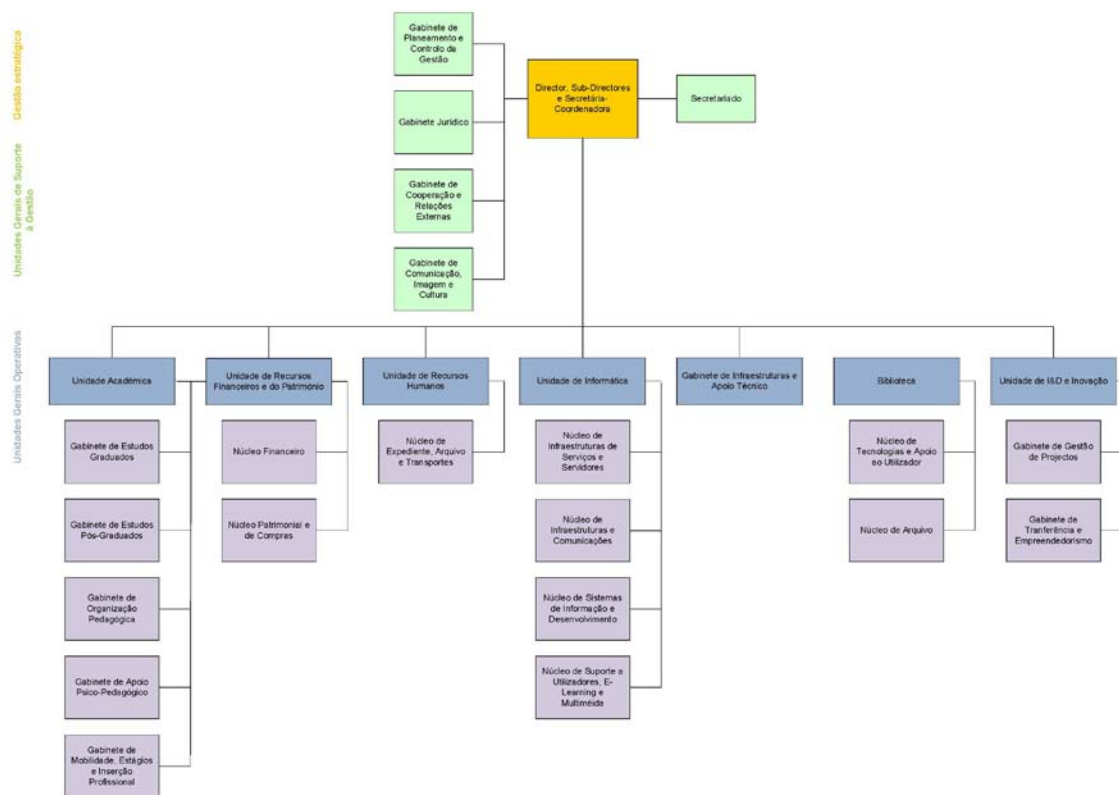 Gestão estratégica
Unidades Gerais de Suporte
à Gestão
Unidades Gerais Operativas
Gabinete de
Planeamento e
Controlo da
Gestão
Director, Sub-Directores
e Secretária-
Coordenadora
Secretariado
Gabinete Jurídico
Gabinete de
Cooperação e
Relações
Externas
Gabinete de
Comunicação,
Imagem e
Cultura
Unidade Académica
Unidade de Recursos
Financeiros e do Património
Unidade de Recursos
Humanos
Unidade de Informática
Gabinete de Infraestruturas e
Apoio Técnico
Biblioteca
Unidade de I&D e Inovação
Gabinete de Estudos
Graduados
Núcleo Financeiro
Núcleo de
Expediente, Arquivo
e Transportes
Núcleo de
Infraestruturas de
Serviços e
Servidores
Núcleo de
Tecnologias e Apoio
ao Utilizador
Gabinete de Gestão
de Projectos
Gabinete de Estudos
Pós-Graduados
Núcleo Patrimonial e
de Compras
Núcleo de
Infraestruturas e
Comunicações
Núcleo de Arquivo
Gabinete de
Tranferência e
Empreendedorismo
Gabinete de
Organização
Pedagógica
Núcleo de Sistemas
de Informação e
Desenvolvimento
Gabinete de Apoio
Psico-Pedagógico
Núcleo de Suporte a
Utilizadores, E-
Learning e
Multiméida
Gabinete de
Mobilidade, Estágios
e Inserção
Profissional